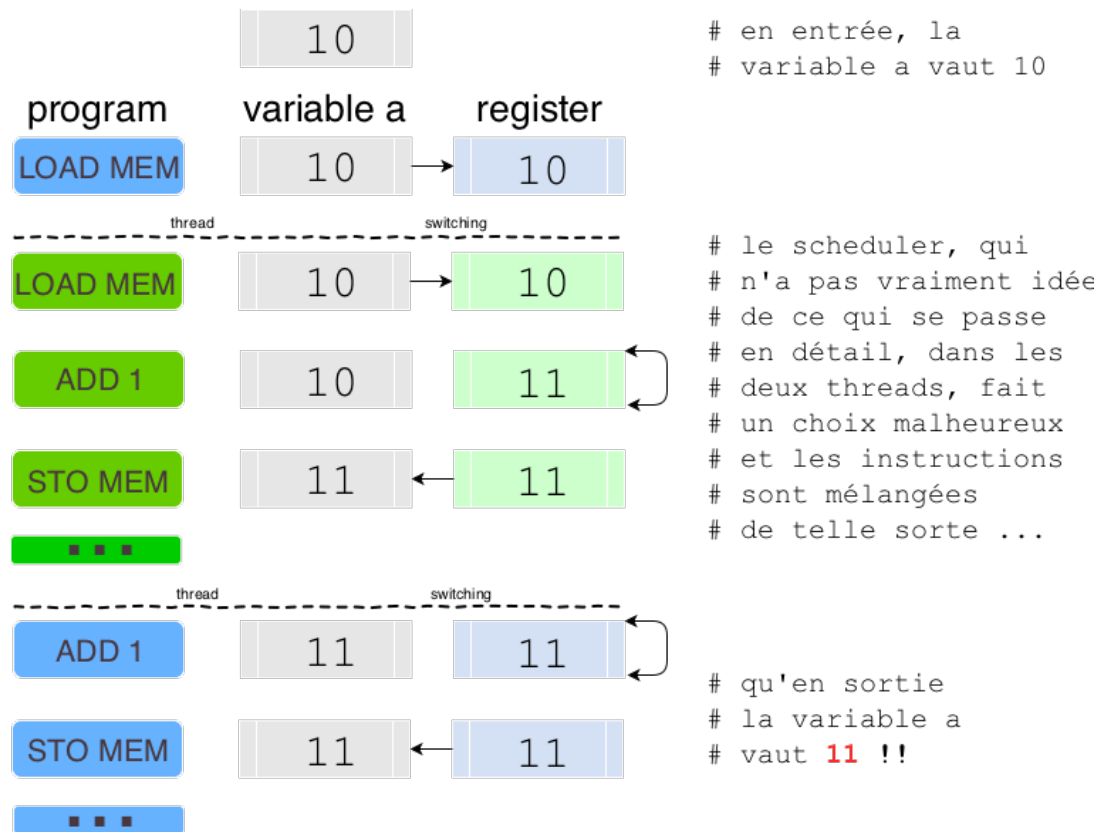 10
# en entrée, la
# variable a vaut 10
program variable a register
LOAD MEM 10 10
thread switching
LOAD MEM 10 10
ADD 1 10 11
STO MEM 11 11
...
# le scheduler, qui
# n'a pas vraiment idée
# de ce qui se passe
# en détail, dans les
# deux threads, fait
# un choix malheureux
# et les instructions
# sont mélangées
# de telle sorte ...
thread switching
ADD 1 11 11
STO MEM 11 11
...
# qu'en sortie
# la variable a
# vaut 11 !!